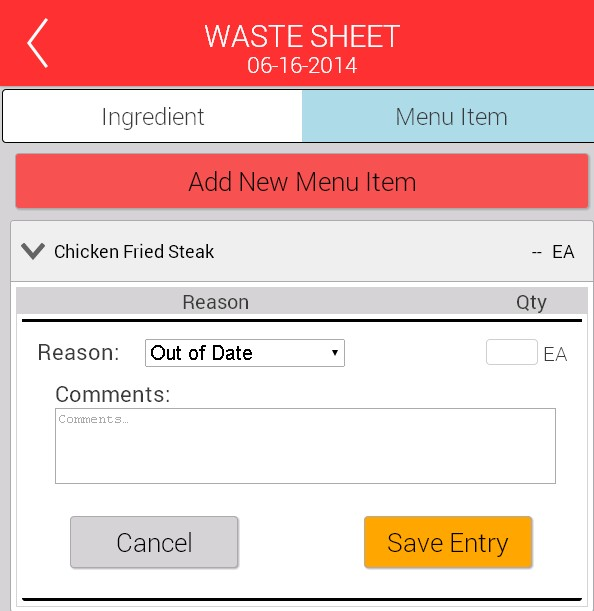 WASTE SHEET
06-16-2014
Ingredient Menu Item
Add New Menu Item
Chicken Fried Steak -- EA
Reason Qty
Reason: Out of Date EA
Comments:
Comments…
Cancel Save Entry